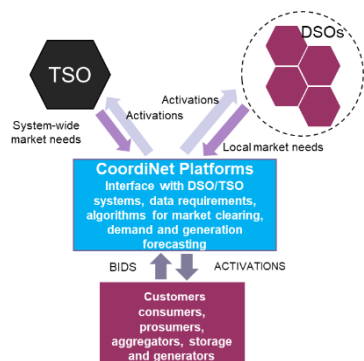 DSOs
TSO
Activations
Activations
System-wide
market needs
Local market needs
CoordiNet Platforms
Interface with DSO/TSO
systems, data requirements,
algorithms for market clearing,
demand and generation
forecasting
BIDS
ACTIVATIONS
Customers
consumers,
prosumers,
aggregators, storage
and generators